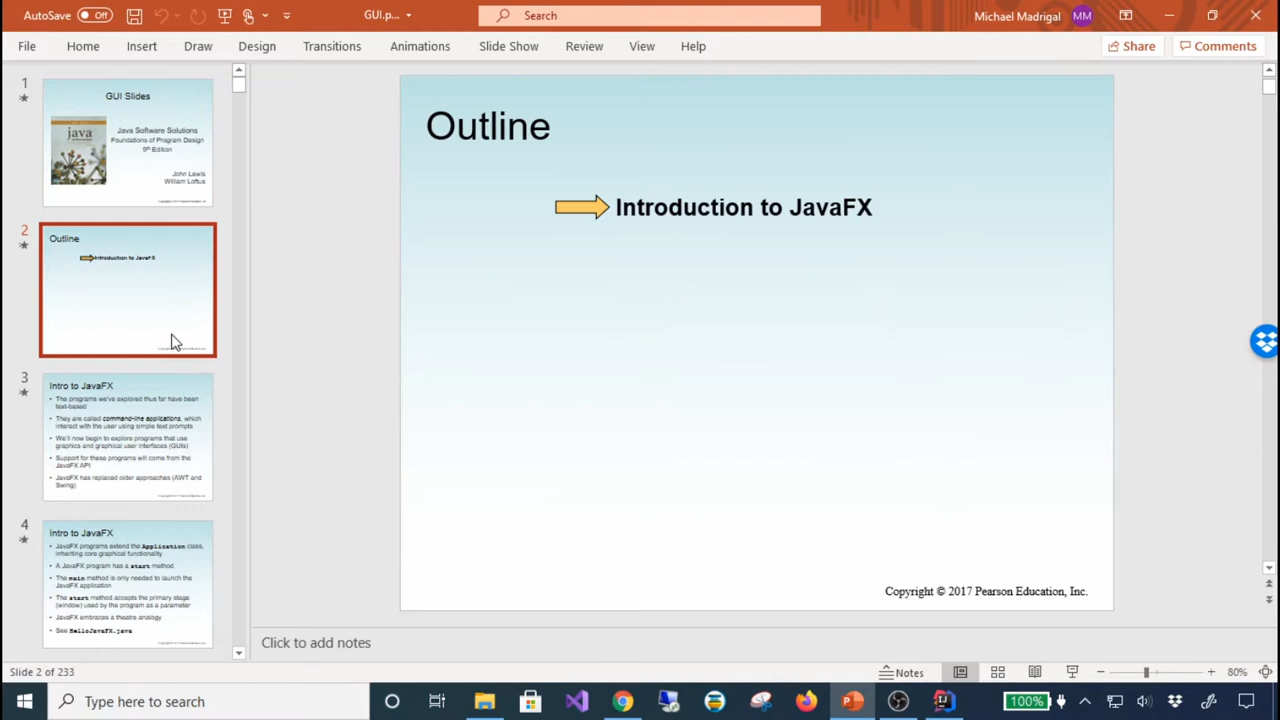 AutoSave Off
GUI.p...
Search
Michael Madrigal MM
File Home Insert Draw Design Transitions Animations Slide Show Review View Help Share Comments
1
GUI Slides
java
Java Software Solutions
Foundations of Program Design
9th Edition
John Lewis
William Loftus
2
Outline
Introduction to JavaFX
3
Intro to JavaFX
• The programs we've explored thus far have been
text-based
• They are called command-line applications, which
interact with the user using simple text prompts
• We'll now begin to explore programs that use
graphics and graphical user interfaces (GUIs)
• Support for these programs will come from the
JavaFX API
• JavaFX has replaced older approaches (AWT and
Swing)
4
Intro to JavaFX
• JavaFX programs extend the Application class,
inheriting core graphical functionality
• A JavaFX program has a start method
• The main method is only needed to launch the
JavaFX application
• The start method accepts the primary stage
(window) used by the program as a parameter
• JavaFX embraces a theatre analogy
• See HelloJavaFX.java
Outline
Introduction to JavaFX
Copyright © 2017 Pearson Education, Inc.
Click to add notes
Slide 2 of 233
Notes
80%
Type here to search
100%